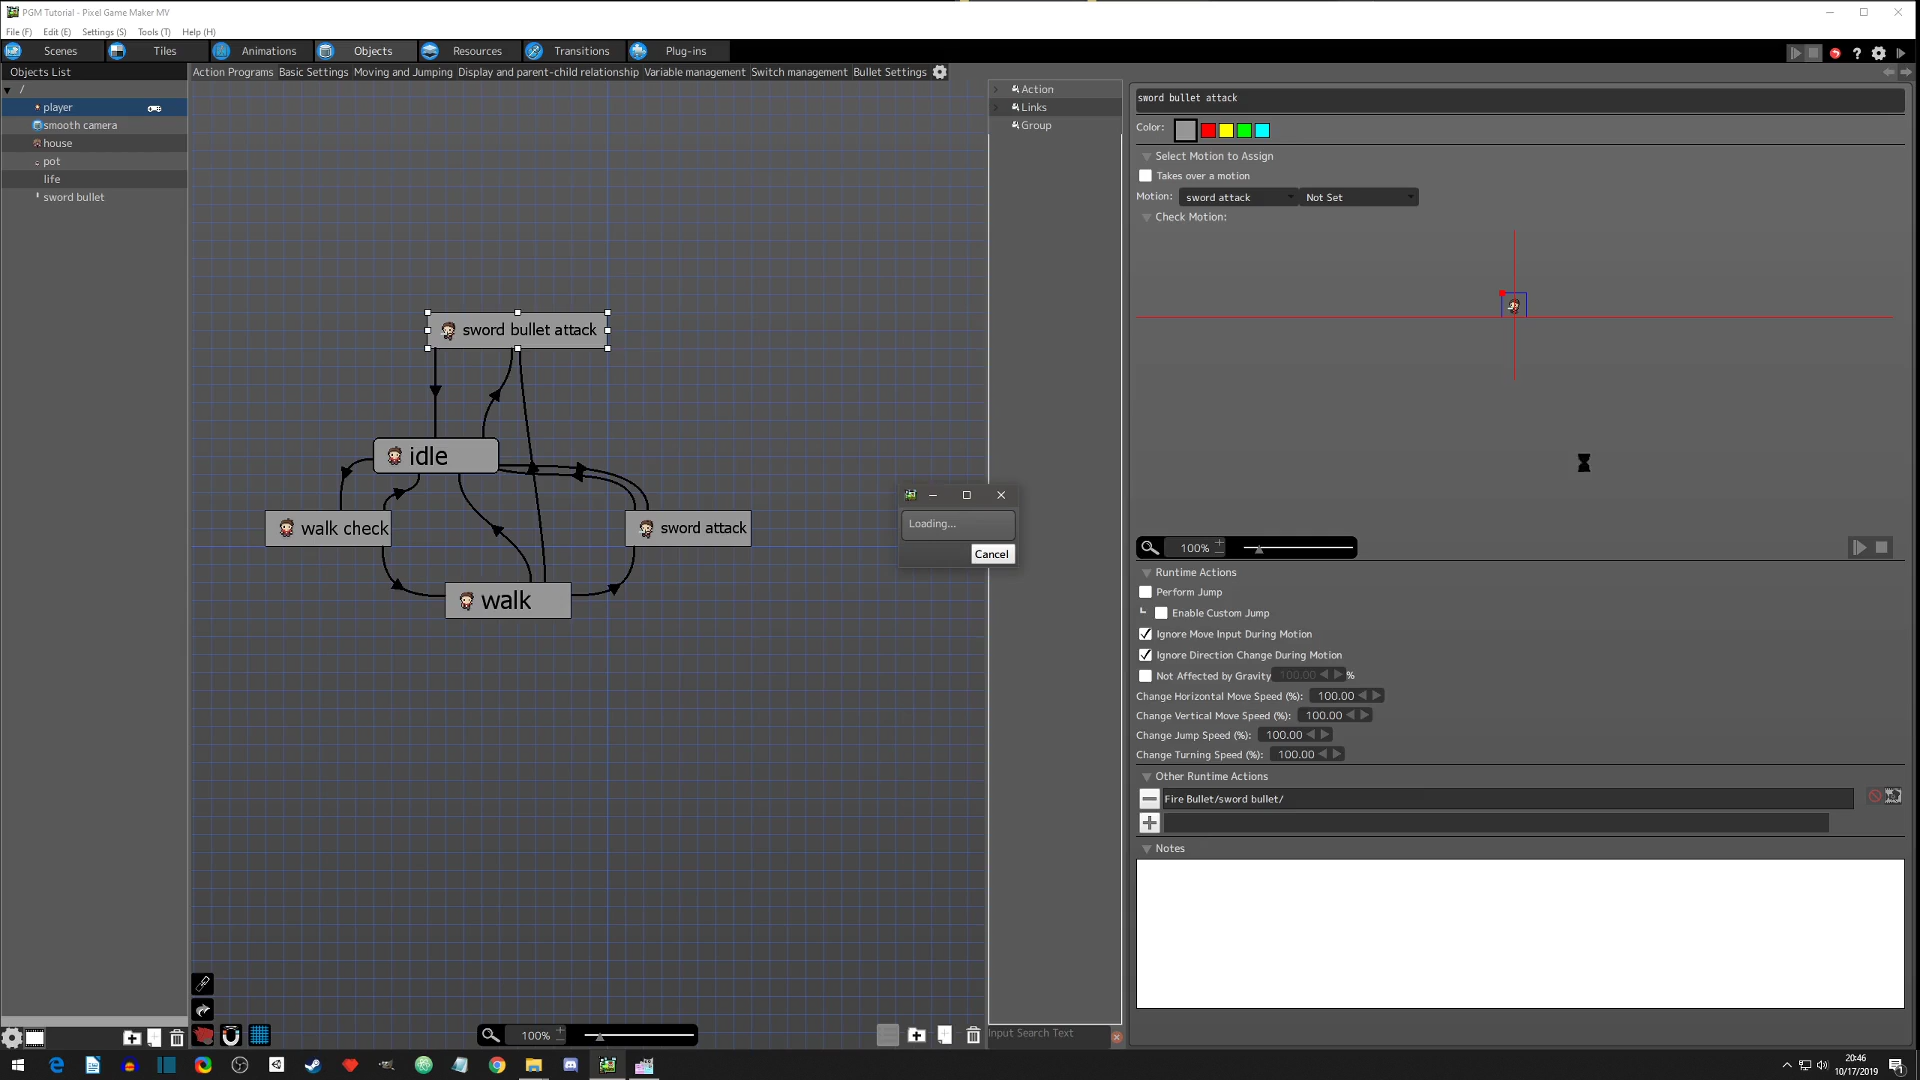 PGM Tutorial - Pixel Game Maker MV
File (F) Edit (E) Settings (S) Tools (T) Help (H)
Scenes Tiles Animations Objects Resources Transitions Plug-ins
Objects List
/
player
smooth camera
house
pot
life
sword bullet
Action Programs Basic Settings Moving and Jumping Display and parent-child relationship Variable management Switch management Bullet Settings
sword bullet attack
idle
walk check
sword attack
walk
100%
Loading...
Cancel
Action
Links
Group
Input Search Text
sword bullet attack
Color:
Select Motion to Assign
Takes over a motion
Motion: sword attack Not Set
Check Motion:
100%
Runtime Actions
Perform Jump
Enable Custom Jump
Ignore Move Input During Motion
Ignore Direction Change During Motion
Not Affected by Gravity 100.00 %
Change Horizontal Move Speed (%): 100.00
Change Vertical Move Speed (%): 100.00
Change Jump Speed (%): 100.00
Change Turning Speed (%): 100.00
Other Runtime Actions
Fire Bullet/sword bullet/
Notes
20:46
10/17/2019